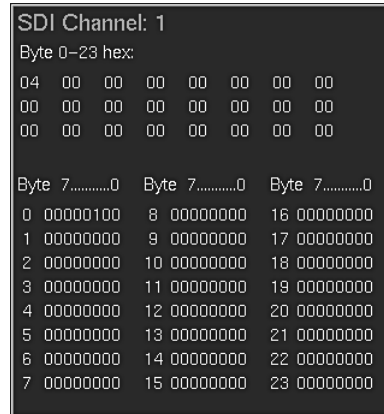 SDI Channel: 1
Byte 0-23 hex:
04 00 00 00 00 00 00 00
00 00 00 00 00 00 00 00
00 00 00 00 00 00 00 00
Byte 7..........0 Byte 7..........0 Byte 7..........0
0 00000100 8 00000000 16 00000000
1 00000000 9 00000000 17 00000000
2 00000000 10 00000000 18 00000000
3 00000000 11 00000000 19 00000000
4 00000000 12 00000000 20 00000000
5 00000000 13 00000000 21 00000000
6 00000000 14 00000000 22 00000000
7 00000000 15 00000000 23 00000000